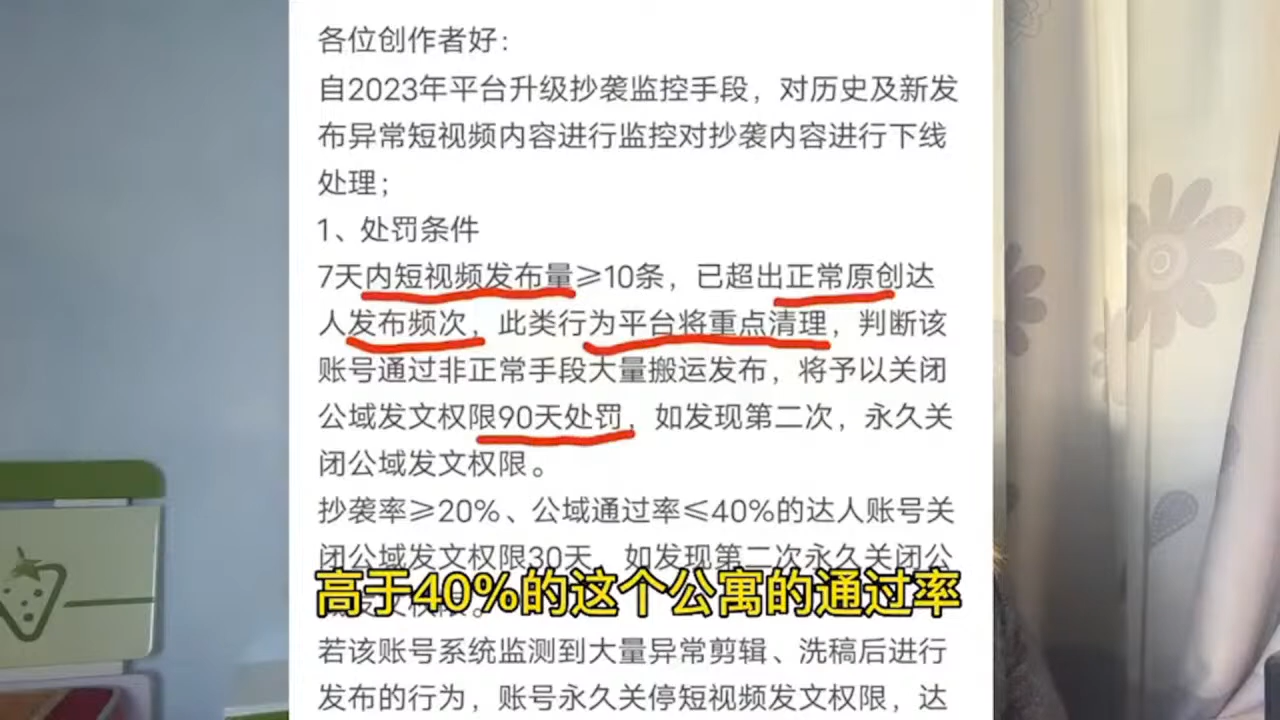 各位创作者好：
自2023年平台升级抄袭监控手段，对历史及新发
布异常短视频内容进行监控对抄袭内容进行下线
处理；
1、处罚条件
7天内短视频发布量≥10条，已超出正常原创达
人发布频次，此类行为平台将重点清理，判断该
账号通过非正常手段大量搬运发布，将予以关闭
公域发文权限90天处罚，如发现第二次，永久关
闭公域发文权限。
抄袭率≥20%、公域通过率≤40%的达人账号关
闭公域发文权限30天，如发现第二次永久关闭公
高于40%的这个公寓的通过率
若该账号系统监测到大量异常剪辑、洗稿后进行
发布的行为，账号永久关停短视频发文权限，达